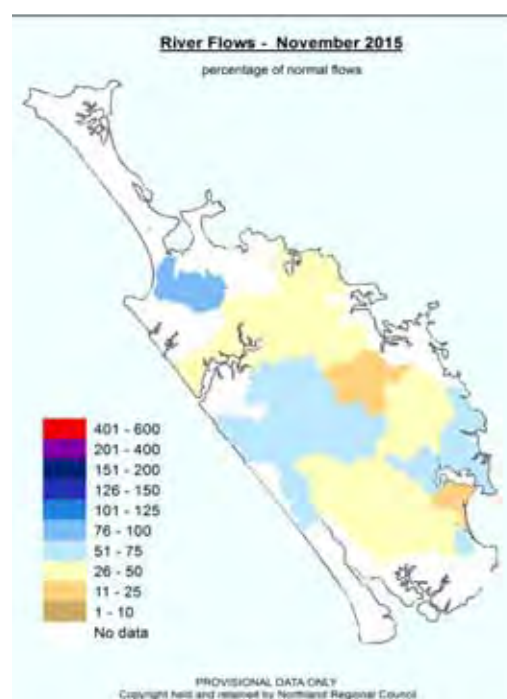 River Flows - November 2015
percentage of normal flows
401 - 600
201 - 400
151 - 200
126 - 150
101 - 125
76 - 100
51 - 75
26 - 50
11 - 25
1 - 10
No data
PROVISIONAL DATA ONLY
Copyright held and retained by Northland Regional Council